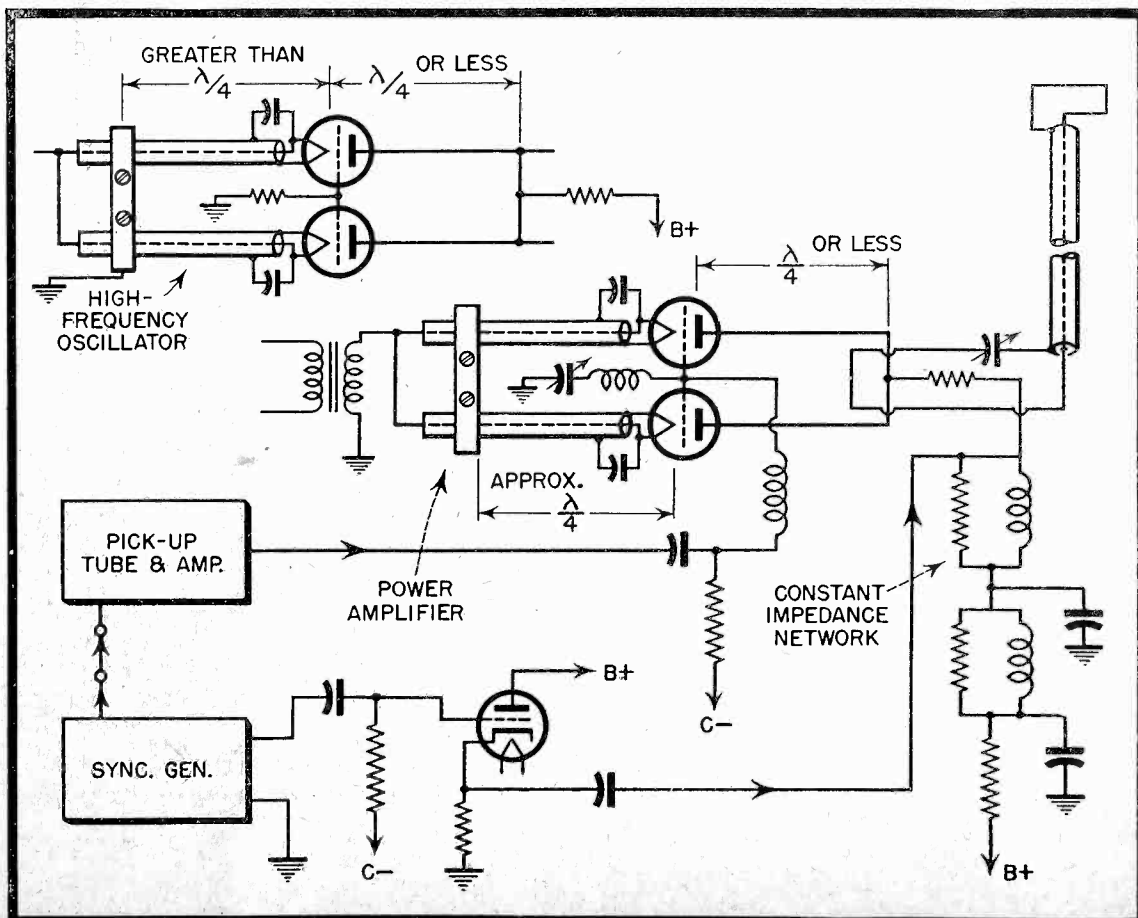 GREATER THAN
λ/4
OR LESS
λ/4
B+
HIGH-
FREQUENCY
OSCILLATOR
OR LESS
λ/4
APPROX.
λ/4
POWER
AMPLIFIER
PICK-UP
TUBE & AMP.
CONSTANT
IMPEDANCE
NETWORK
C-
B+
SYNC. GEN.
C-
B+